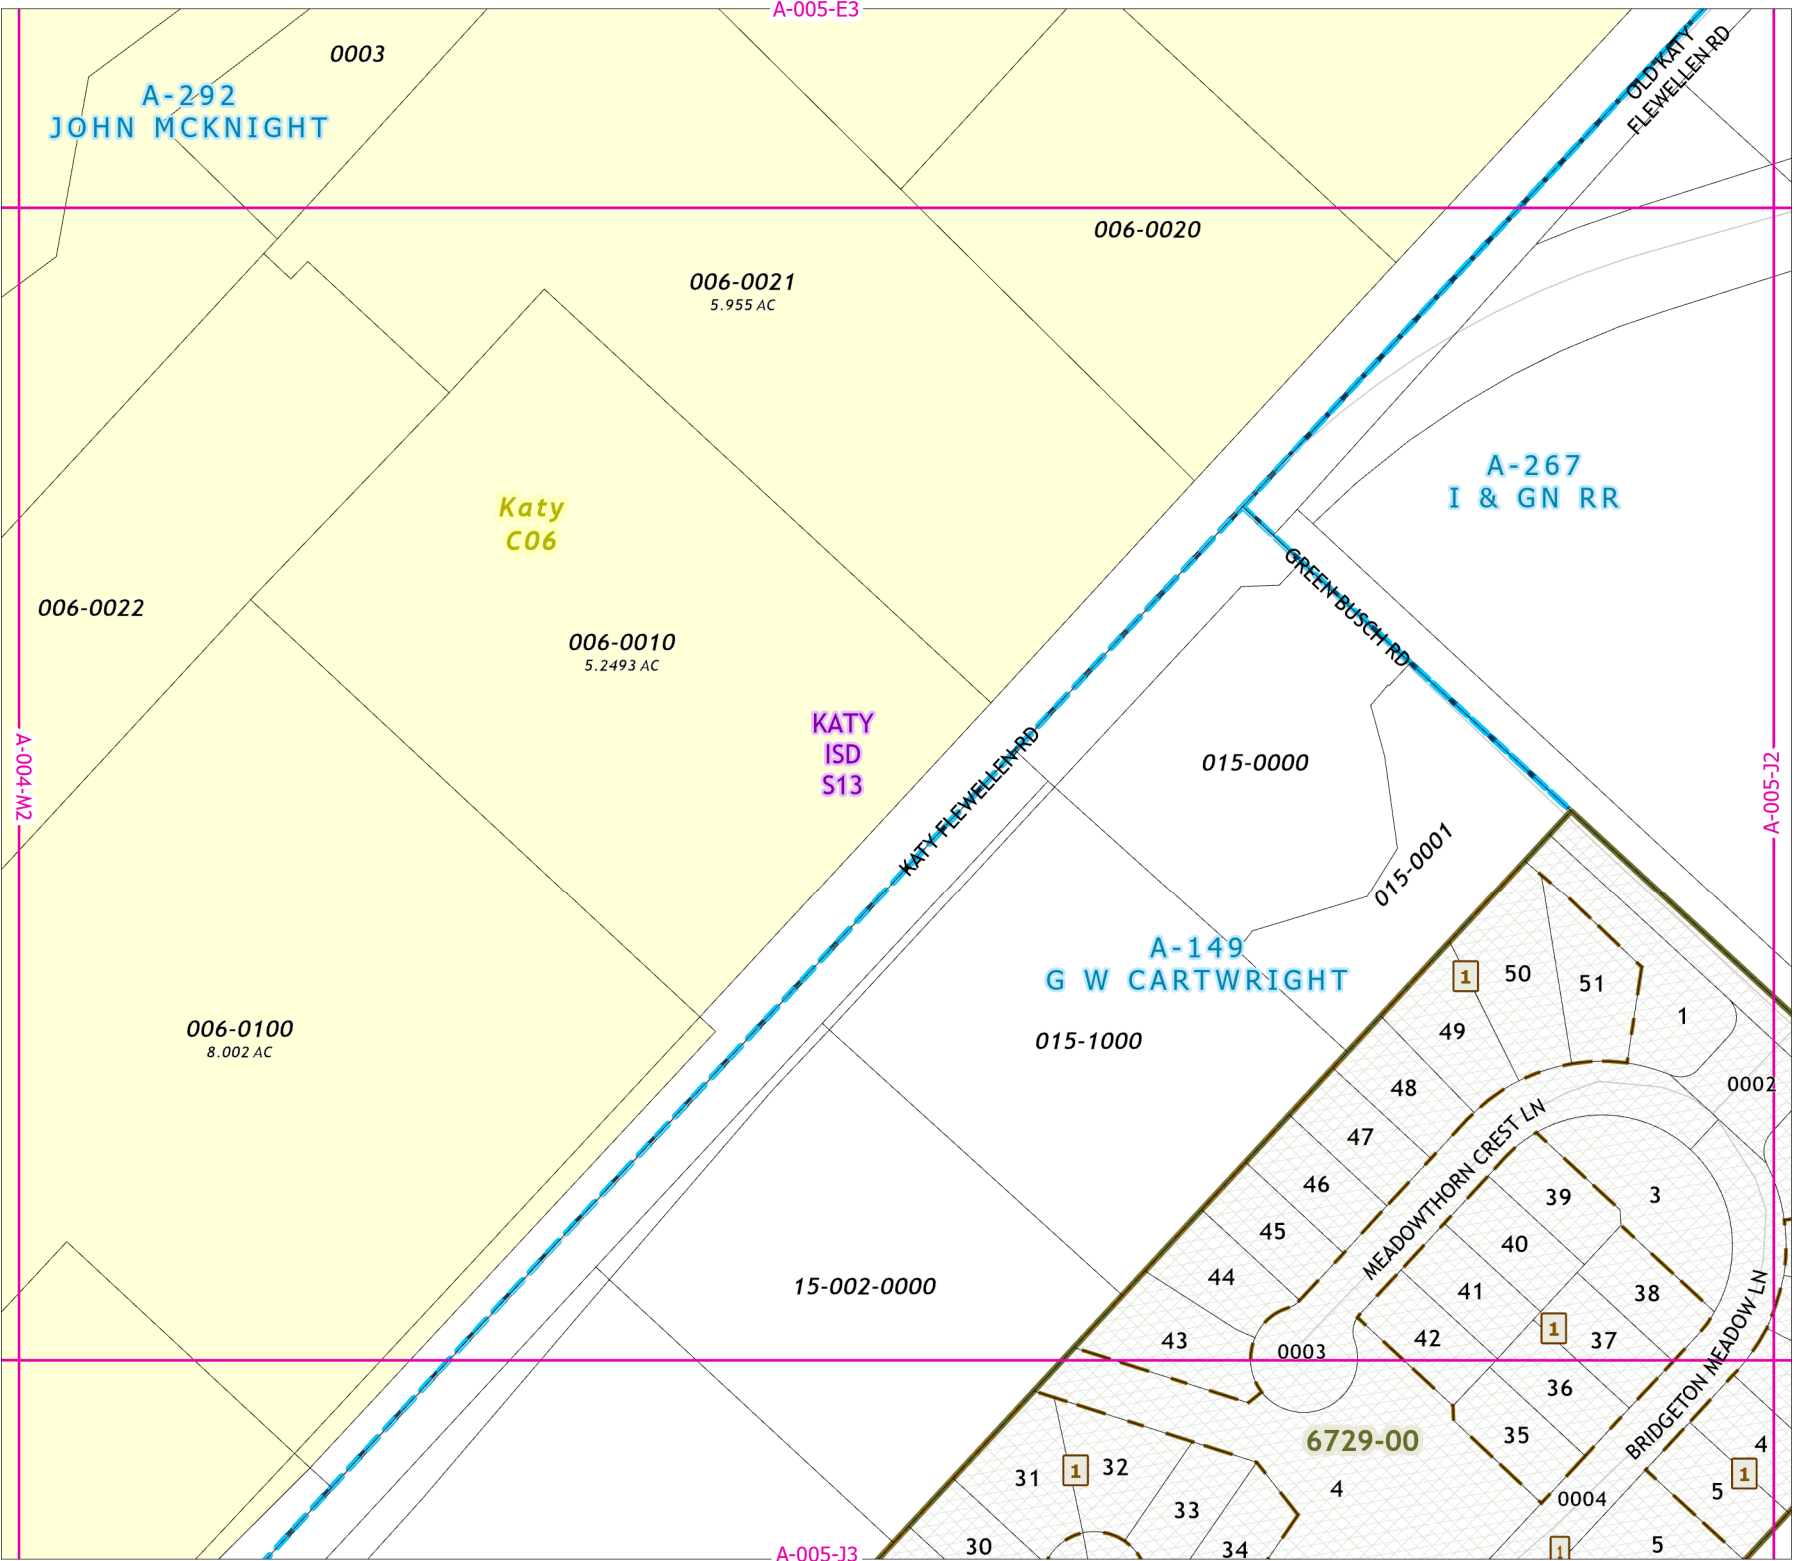 A-005-E3
0003
A-292
JOHN MCKNIGHT
OLD KATY
FLEWELLEN RD
006-0020
006-0021
5.955 AC
A-267
I & GN RR
Katy
C06
GREEN BUSCH RD
006-0022
006-0010
5.2493 AC
KATY
ISD
S13
A-004-M2
KATY FLEWELLEN RD
015-0000
A-005-J2
015-0001
A-149
G W CARTWRIGHT
1
50
51
1
49
006-0100
8.002 AC
015-1000
48
0002
47
MEADOWTHORN CREST LN
46
39
3
45
40
44
41
38
15-002-0000
BRIDGETON MEADOW LN
43
42
1
37
0003
36
6729-00
35
4
31
1
32
4
1
5
0004
33
30
34
1
5
A-005-J3